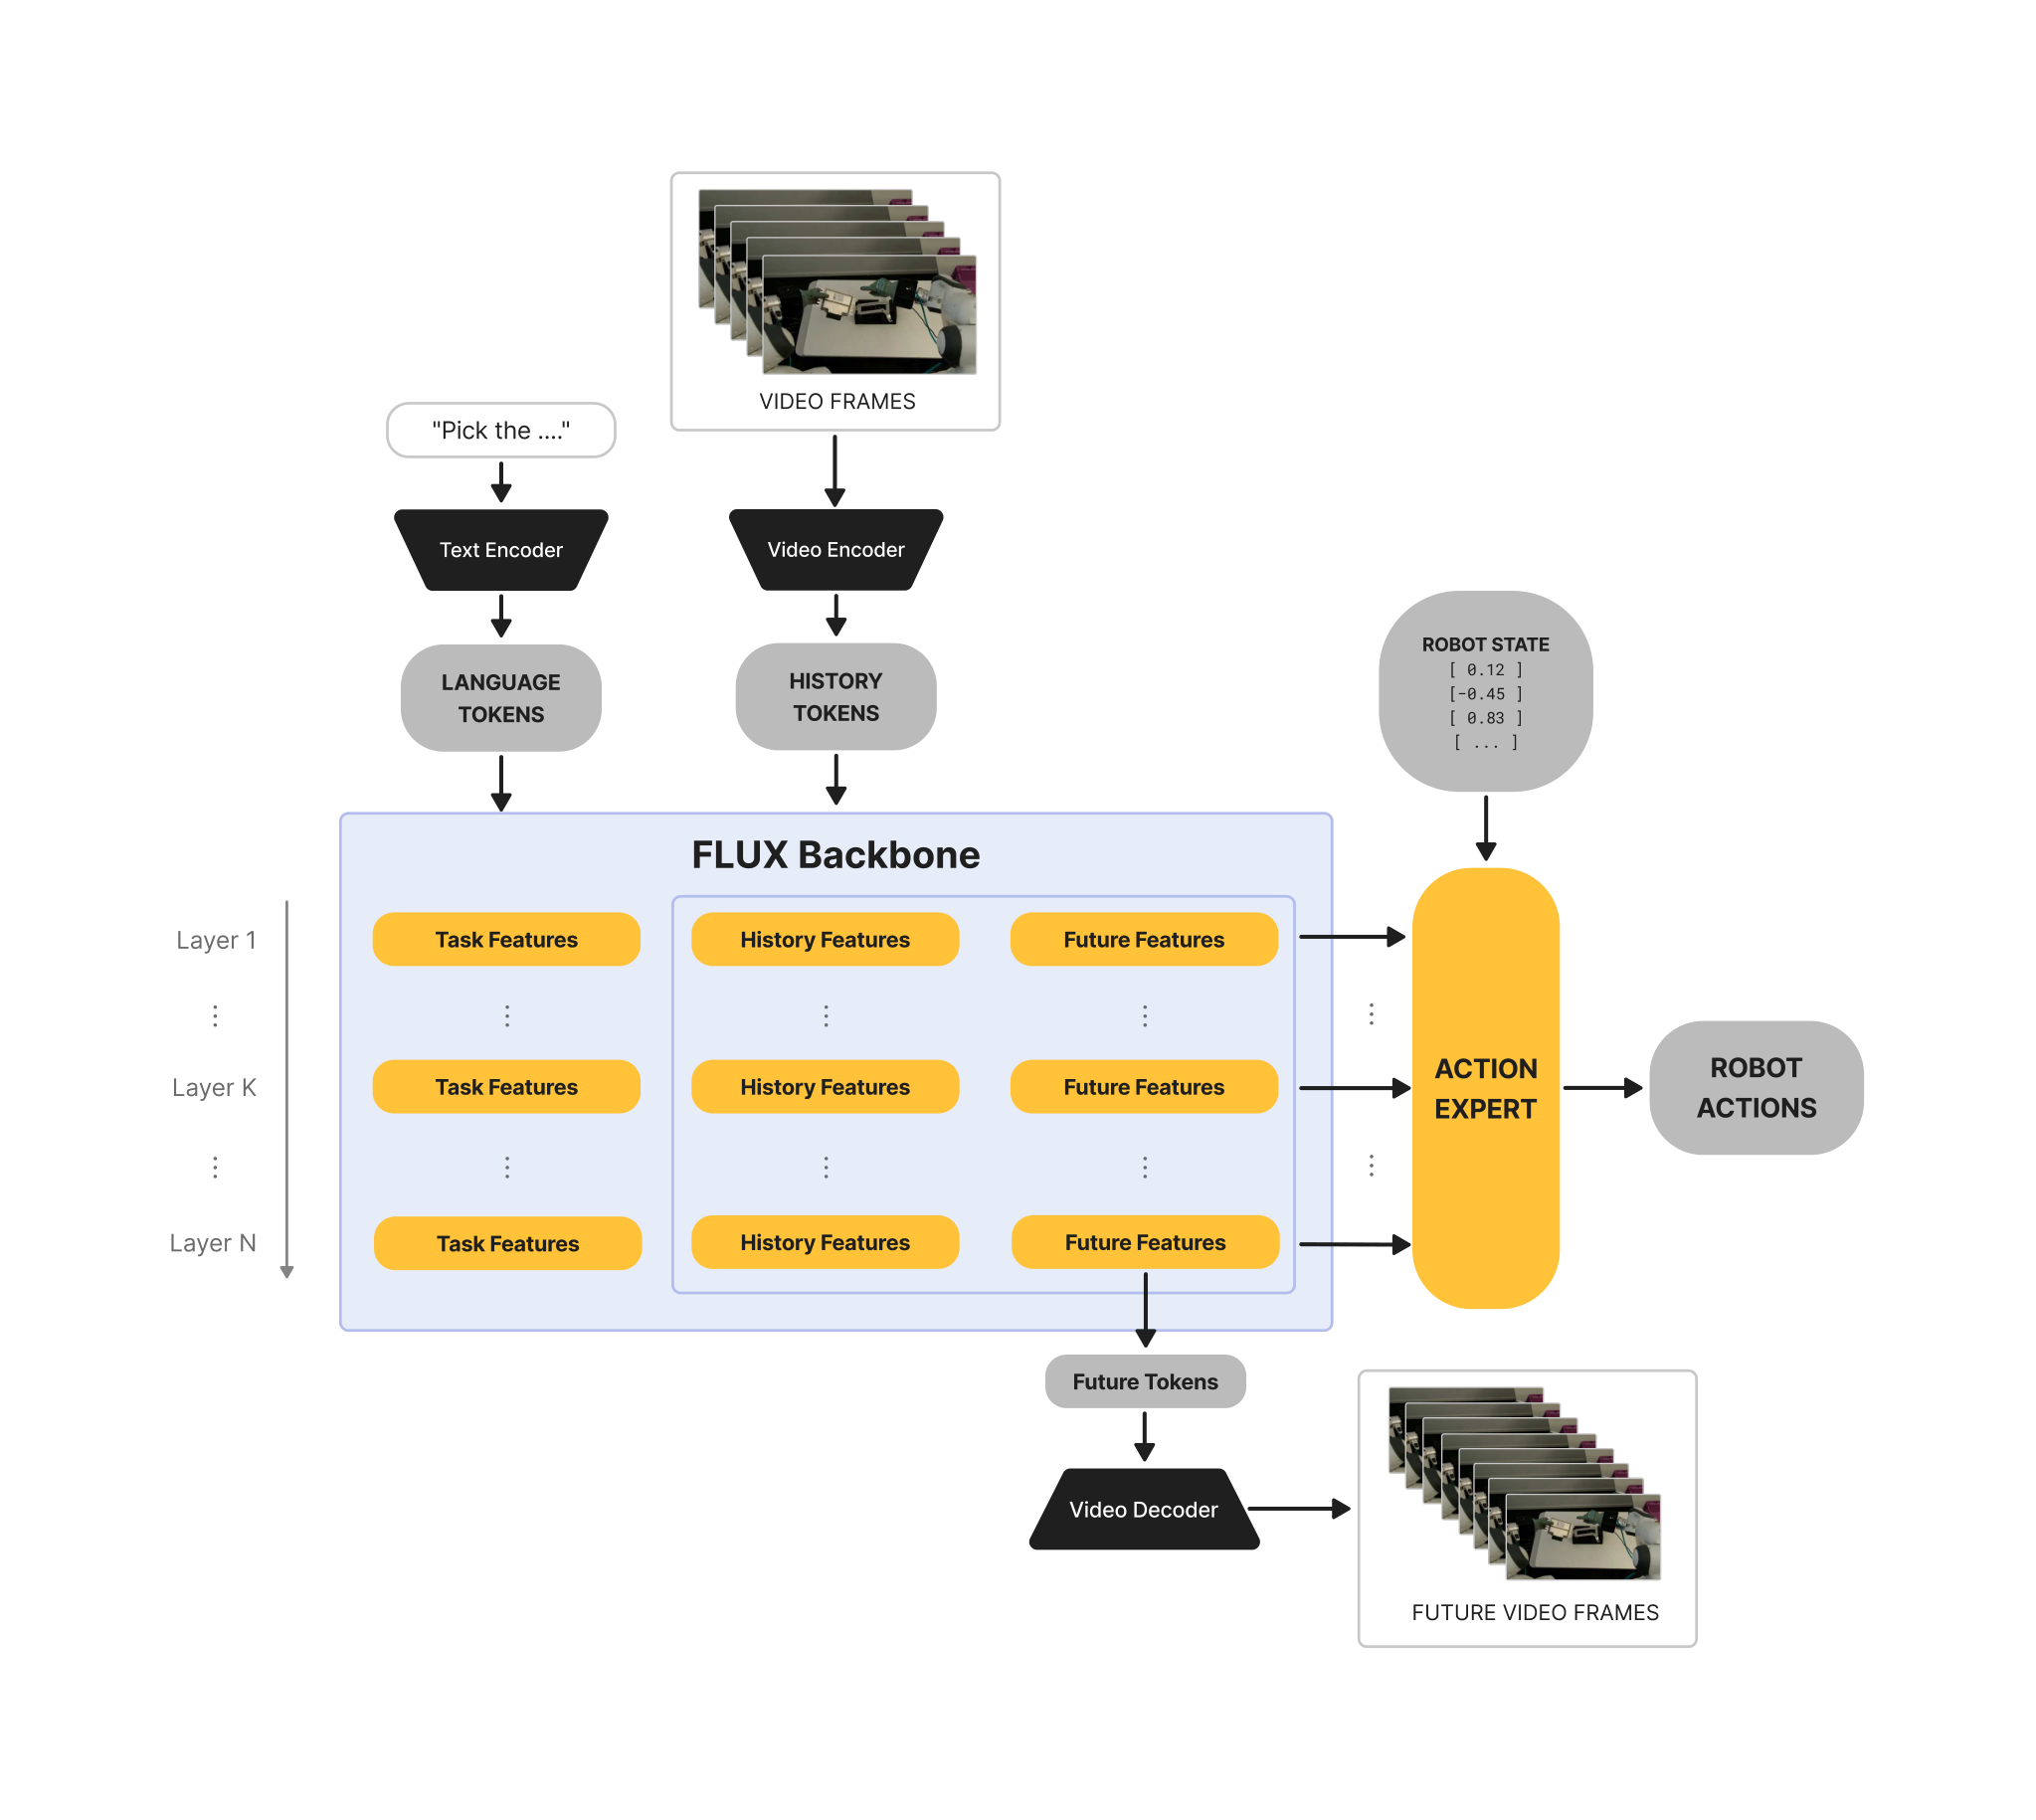 VIDEO FRAMES
"Pick the ...."
Text Encoder
Video Encoder
LANGUAGE
TOKENS
HISTORY
TOKENS
ROBOT STATE
[ 0.12 ]
[-0.45 ]
[ 0.83 ]
[ ... ]
FLUX Backbone
Layer 1
Task Features
History Features
Future Features
Layer K
Task Features
History Features
Future Features
ACTION
EXPERT
ROBOT
ACTIONS
Layer N
Task Features
History Features
Future Features
Future Tokens
Video Decoder
FUTURE VIDEO FRAMES